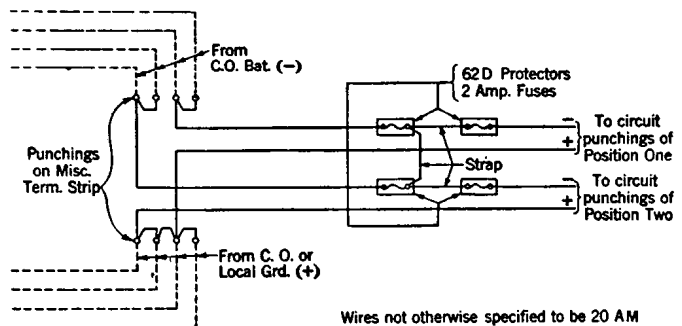 From
C.O. Bat. (−)
62D Protectors
2 Amp. Fuses
Punchings
on Misc.
Term. Strip
−
+
To circuit
punchings of
Position One
Strap
−
+
To circuit
punchings of
Position Two
From C. O. or
Local Grd. (+)
Wires not otherwise specified to be 20 AM